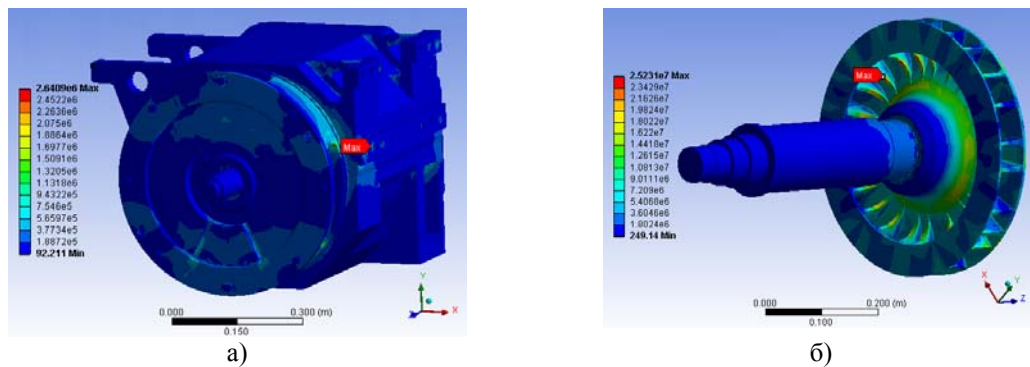 2.6409e6 Max
2.4522e6
2.2636e6
2.075e6
1.8864e6
1.6977e6
1.5091e6
1.3205e6
1.1318e6
9.4322e5
7.546e5
5.6597e5
3.7734e5
1.8872e5
92.211 Min
Max
0.000
0.300 (m)
0.150
Y
X
Z
а)
2.5231e7 Max
2.3429e7
2.1626e7
1.9824e7
1.8022e7
1.622e7
1.4418e7
1.2615e7
1.0813e7
9.0111e6
7.209e6
5.4068e6
3.6046e6
1.8024e6
249.14 Min
Max
0.000
0.200 (m)
0.100
X
Y
Z
б)